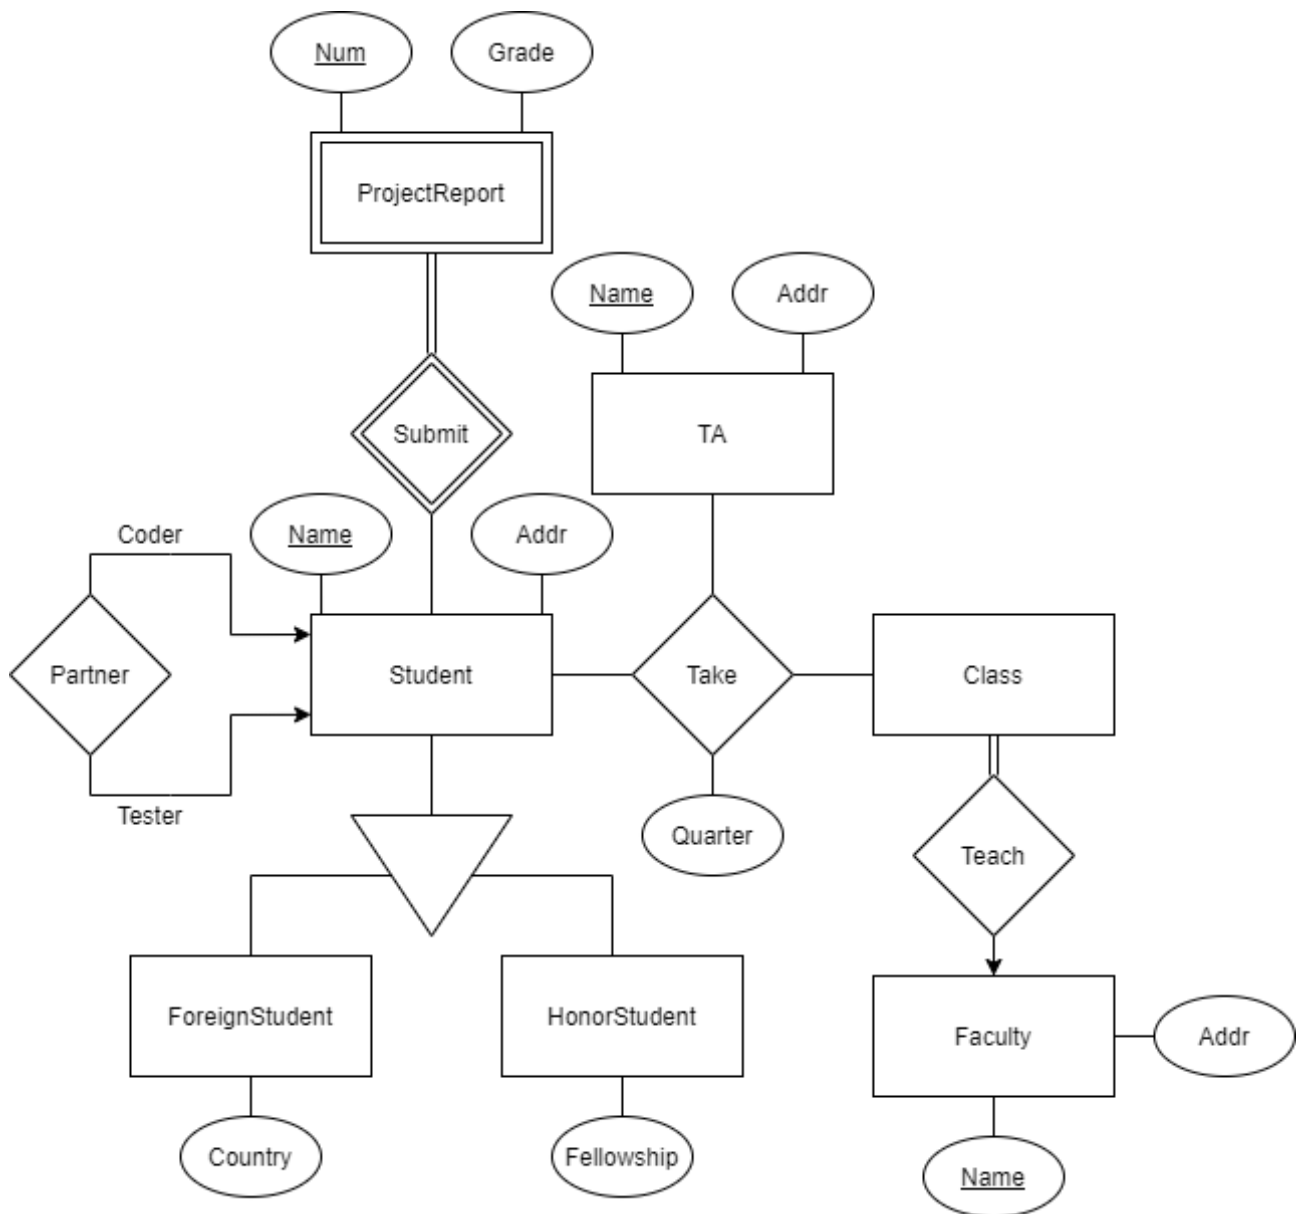 Num
Grade
ProjectReport
Name
Addr
Submit
TA
Coder
Name
Addr
Partner
Student
Take
Class
Tester
Quarter
Teach
ForeignStudent
HonorStudent
Faculty
Addr
Country
Fellowship
Name